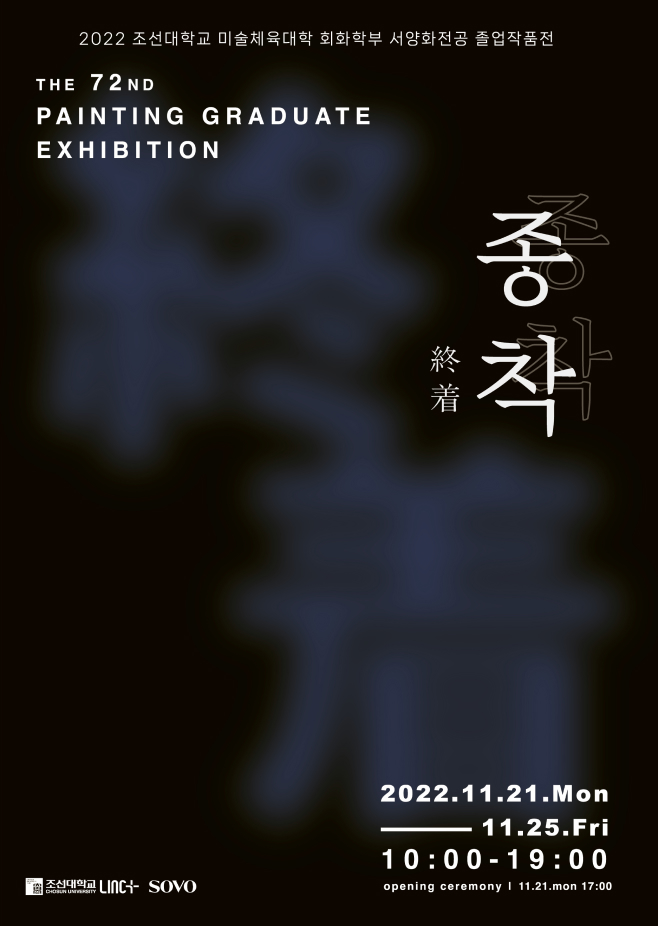 2022 조선대학교 미술체육대학 회화학부 서양화전공 졸업작품전
THE 72ND
PAINTING GRADUATE
EXHIBITION
종착
終着
2022.11.21.Mon
11.25.Fri
10:00-19:00
opening ceremony | 11.21.mon 17:00
조선대학교
CHOSUN UNIVERSITY
LINC+
SOVO